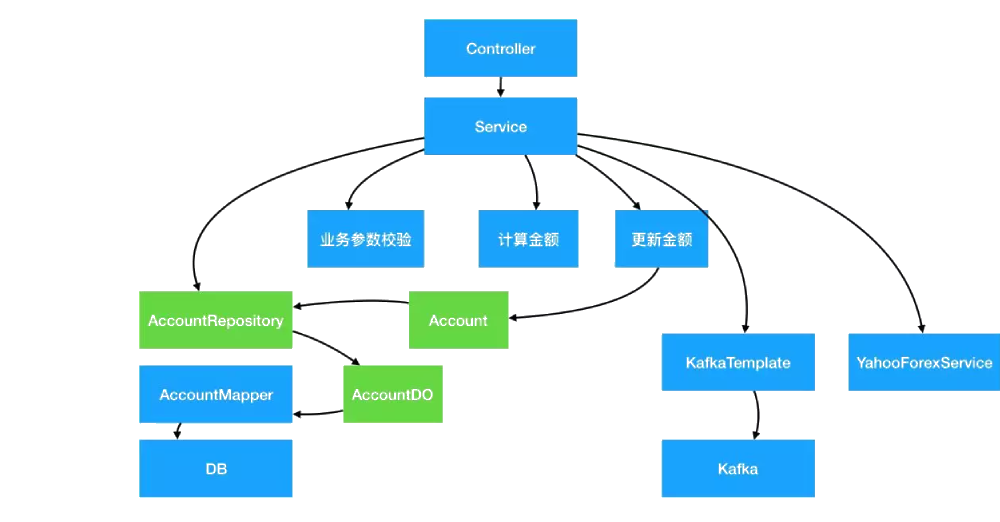 Controller
Service
业务参数校验
计算金额
更新金额
AccountRepository
Account
KafkaTemplate
YahooForexService
AccountMapper
AccountDO
DB
Kafka